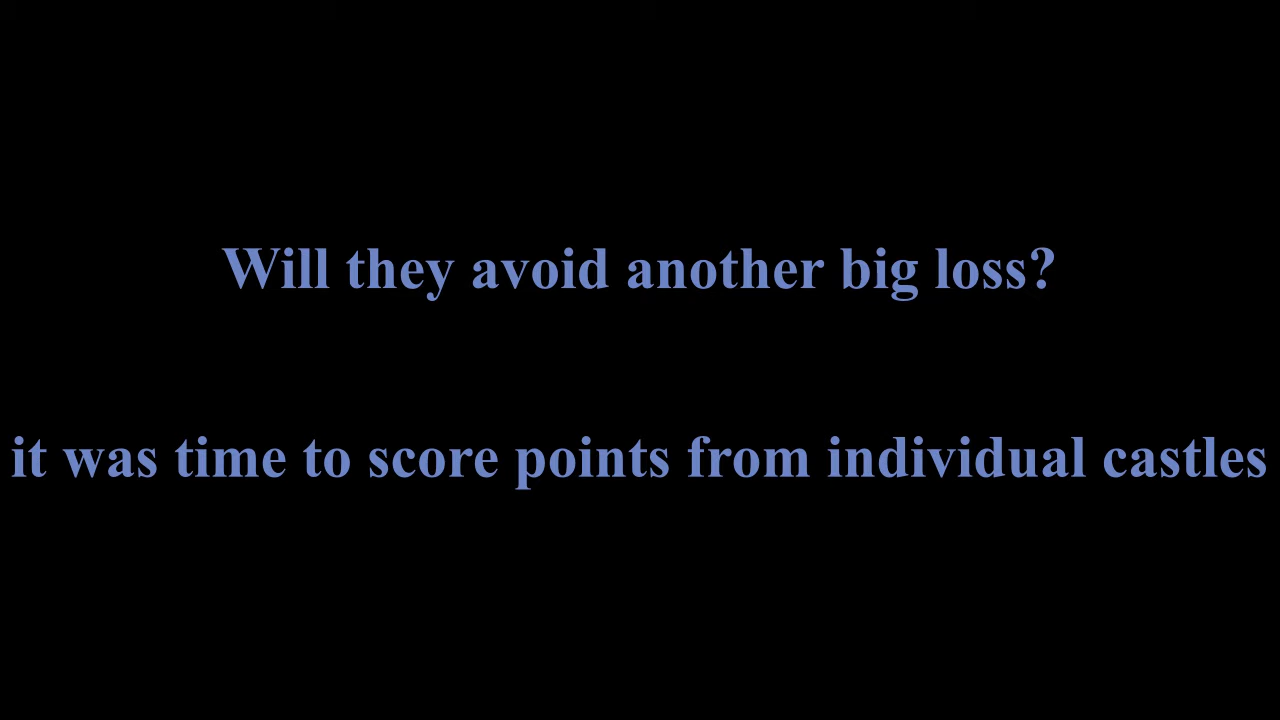 Will they avoid another big loss?
it was time to score points from individual castles